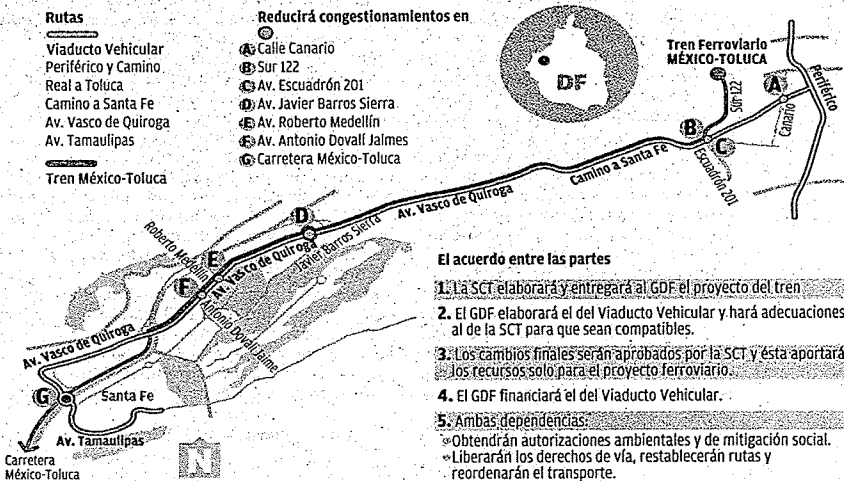 Rutas
Viaducto Vehicular
Periférico y Camino
Real a Toluca
Camino a Santa Fe
Av. Vasco de Quiroga
Av. Tamaulipas
Tren México-Toluca
Reducirá congestionamientos en
A Calle Canario
B Sur 122
C Av. Escuadrón 201
D Av. Javier Barros Sierra
E Av. Roberto Medellín
F Av. Antonio Dovalí Jaimes
G Carretera México-Toluca
DF
Tren Ferroviario
MÉXICO-TOLUCA
Sur-122
A
Periférico
Canario
B
C
Escuadrón 201
Camino a Santa Fe
Av. Vasco de Quiroga
D
Javier Barros Sierra
Roberto Medellín
E
Av. Vasco de Quiroga
F
Antonio Dovalí Jaime
Av. Vasco de Quiroga
G
Santa Fe
Av. Tamaulipas
Carretera
México-Toluca
N
El acuerdo entre las partes
1. La SCT elaborará y entregará al GDF el proyecto del tren
2. El GDF elaborará el del Viaducto Vehicular y hará adecuaciones
al de la SCT para que sean compatibles.
3. Los cambios finales serán aprobados por la SCT y ésta aportará
los recursos solo para el proyecto ferroviario.
4. El GDF financiará el del Viaducto Vehicular.
5. Ambas dependencias:
Obtendrán autorizaciones ambientales y de mitigación social.
Liberarán los derechos de vía, restablecerán rutas y
reordenarán el transporte.